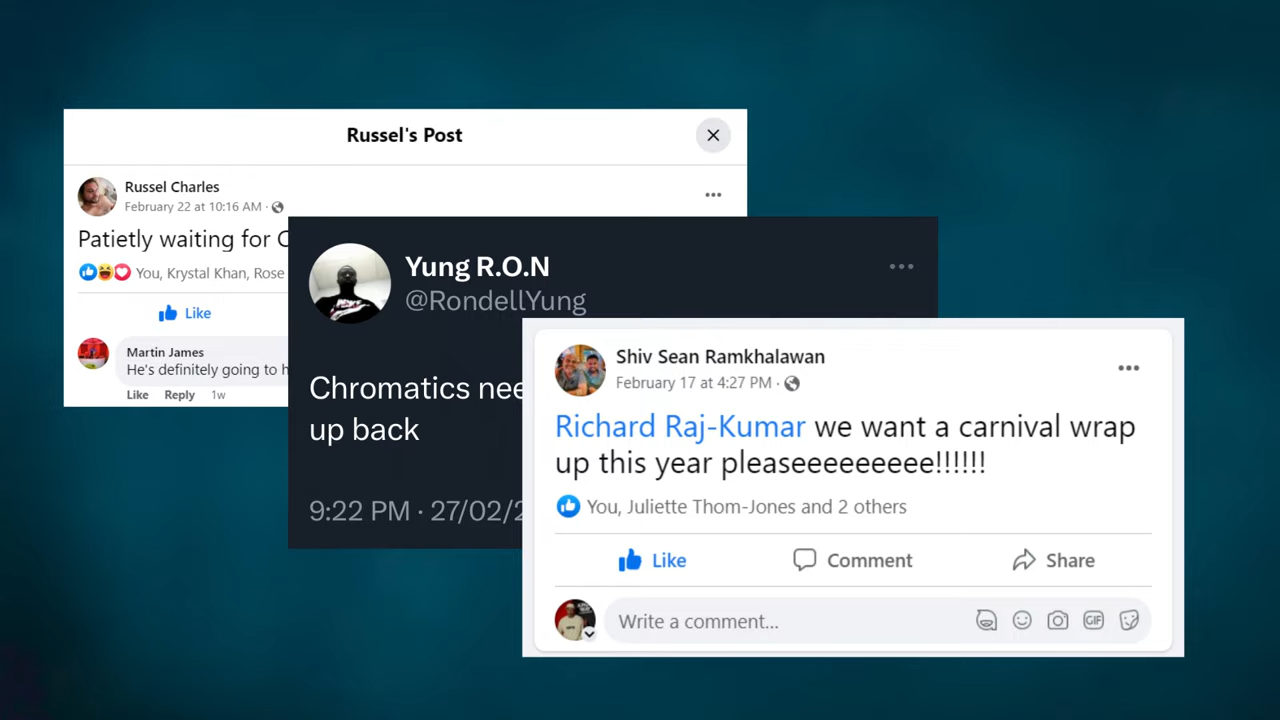 Russel's Post
Russel Charles
February 22 at 10:16 AM ·
Patietly waiting for
You, Krystal Khan, Rose
Like
Martin James
He's definitely going to
Like Reply 1w
Yung R.O.N
@RondellYung
Chromatics
up back
9:22 PM · 27/02/
Shiv Sean Ramkhalawan
February 17 at 4:27 PM ·
Richard Raj-Kumar we want a carnival wrap
up this year pleaseeeeeeeee!!!!!!
You, Juliette Thom-Jones and 2 others
Like Comment Share
Write a comment...
GIF